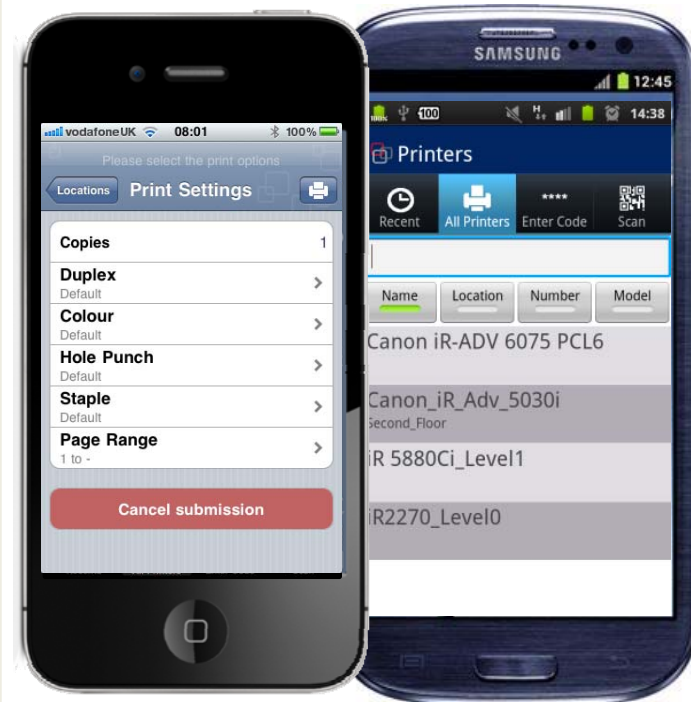 vodafone UK 08:01 100%
Please select the print options
Locations Print Settings
Copies 1
Duplex
Default
Colour
Default
Hole Punch
Default
Staple
Default
Page Range
1 to -
Cancel submission
SAMSUNG
12:45
100% 100 H 14:38
Printers
Recent All Printers **** Enter Code Scan
Name Location Number Model
Canon iR-ADV 6075 PCL6
Canon_iR_Adv_5030i
Second_Floor
iR 5880Ci_Level1
iR2270_Level0